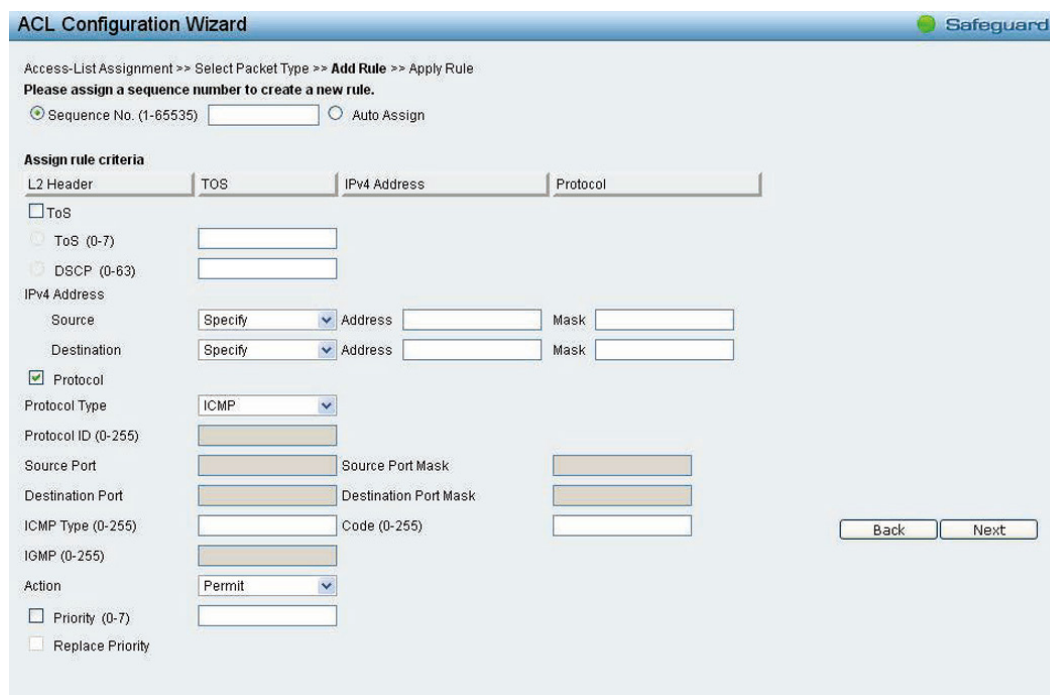 ACL Configuration Wizard Safeguard
Access-List Assignment >> Select Packet Type >> Add Rule >> Apply Rule
Please assign a sequence number to create a new rule.
Sequence No. (1-65535) Auto Assign
Assign rule criteria
L2 Header TOS IPv4 Address Protocol
ToS
ToS (0-7)
DSCP (0-63)
IPv4 Address
Source Specify Address Mask
Destination Specify Address Mask
Protocol
Protocol Type ICMP
Protocol ID (0-255)
Source Port Source Port Mask
Destination Port Destination Port Mask
ICMP Type (0-255) Code (0-255)
Back Next
IGMP (0-255)
Action Permit
Priority (0-7)
Replace Priority